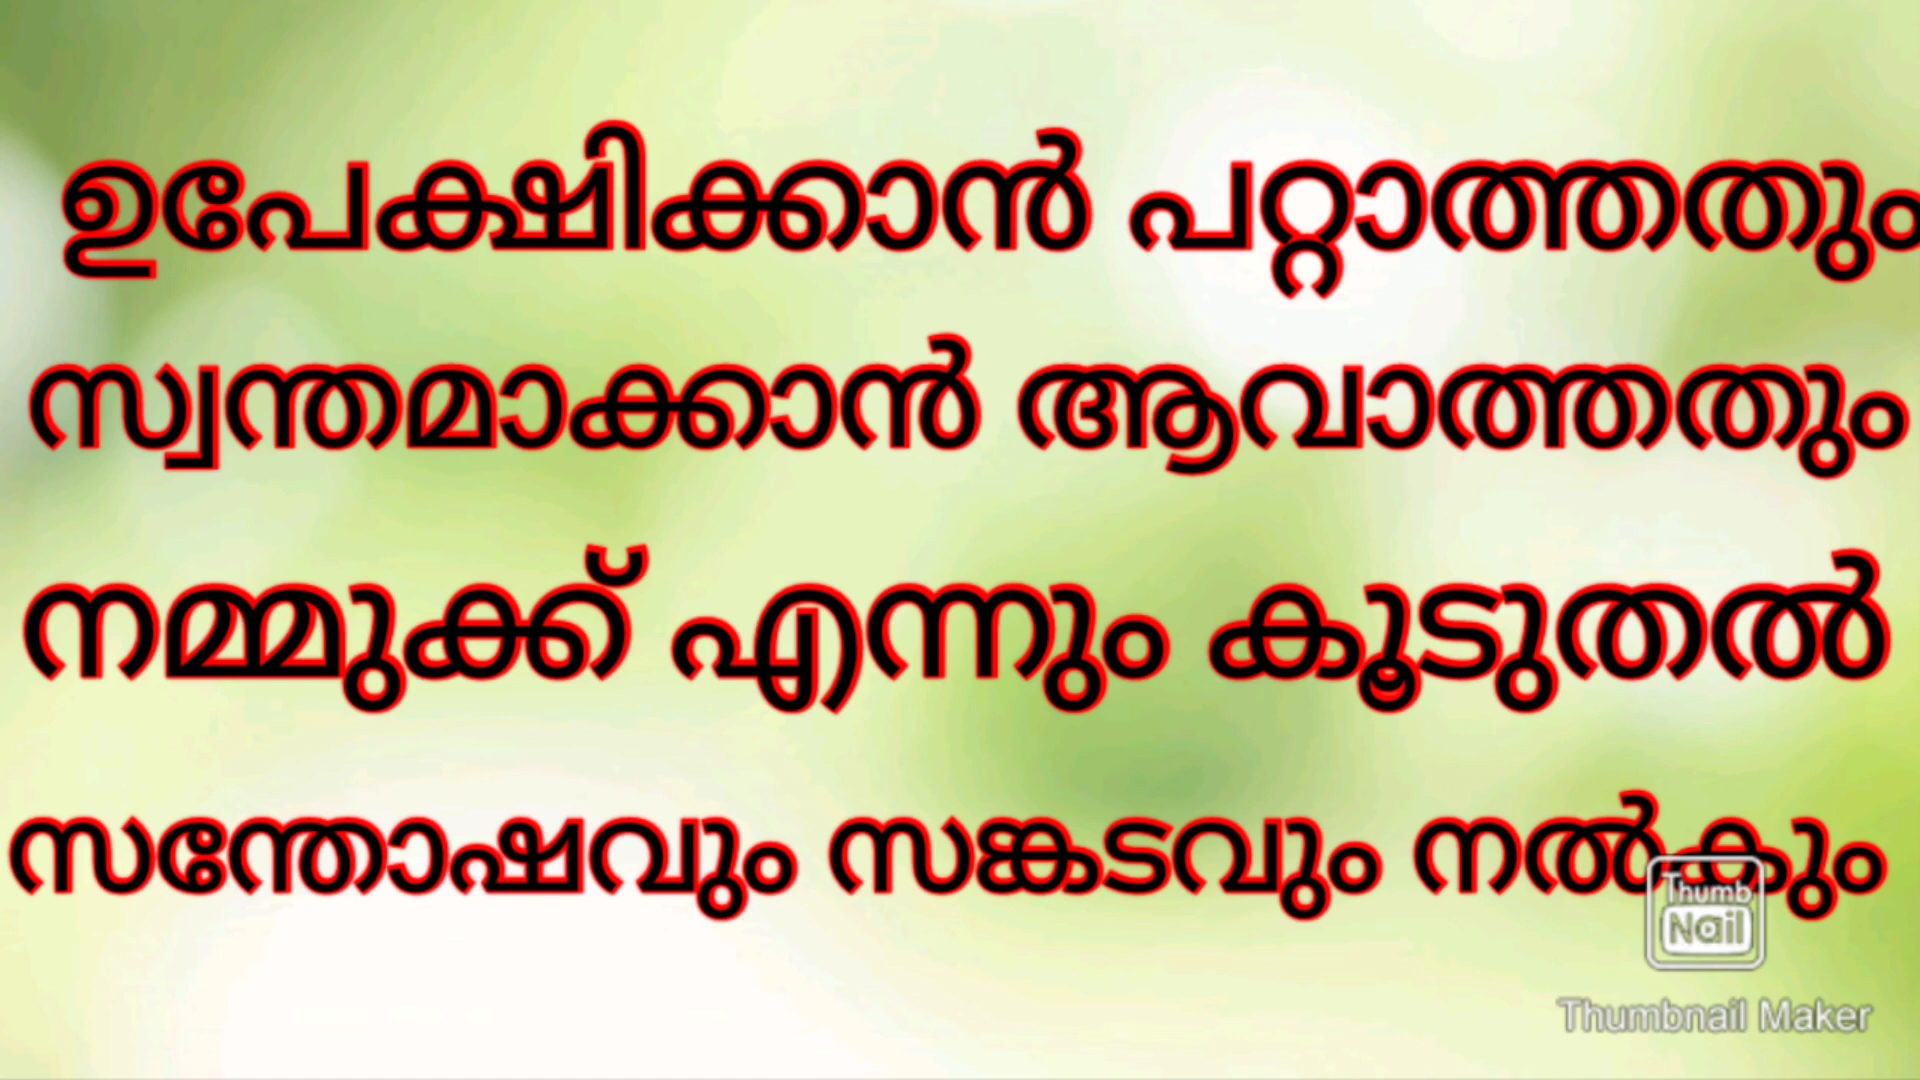 ഉപേക്ഷിക്കാൻ പറ്റാത്തതും
സ്വന്തമാക്കാൻ ആവാത്തതും
നമ്മുക്ക് എന്നും കൂടുതൽ
സന്തോഷവും സങ്കടവും നൽകും
Thumb
Nail
Thumbnail Maker